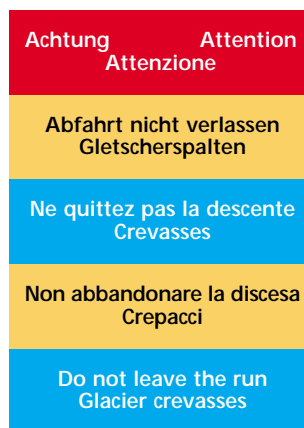 Achtung Attention
Attenzione
Abfahrt nicht verlassen
Gletscherspalten
Ne quittez pas la descente
Crevasses
Non abbandonare la discesa
Crepacci
Do not leave the run
Glacier crevasses